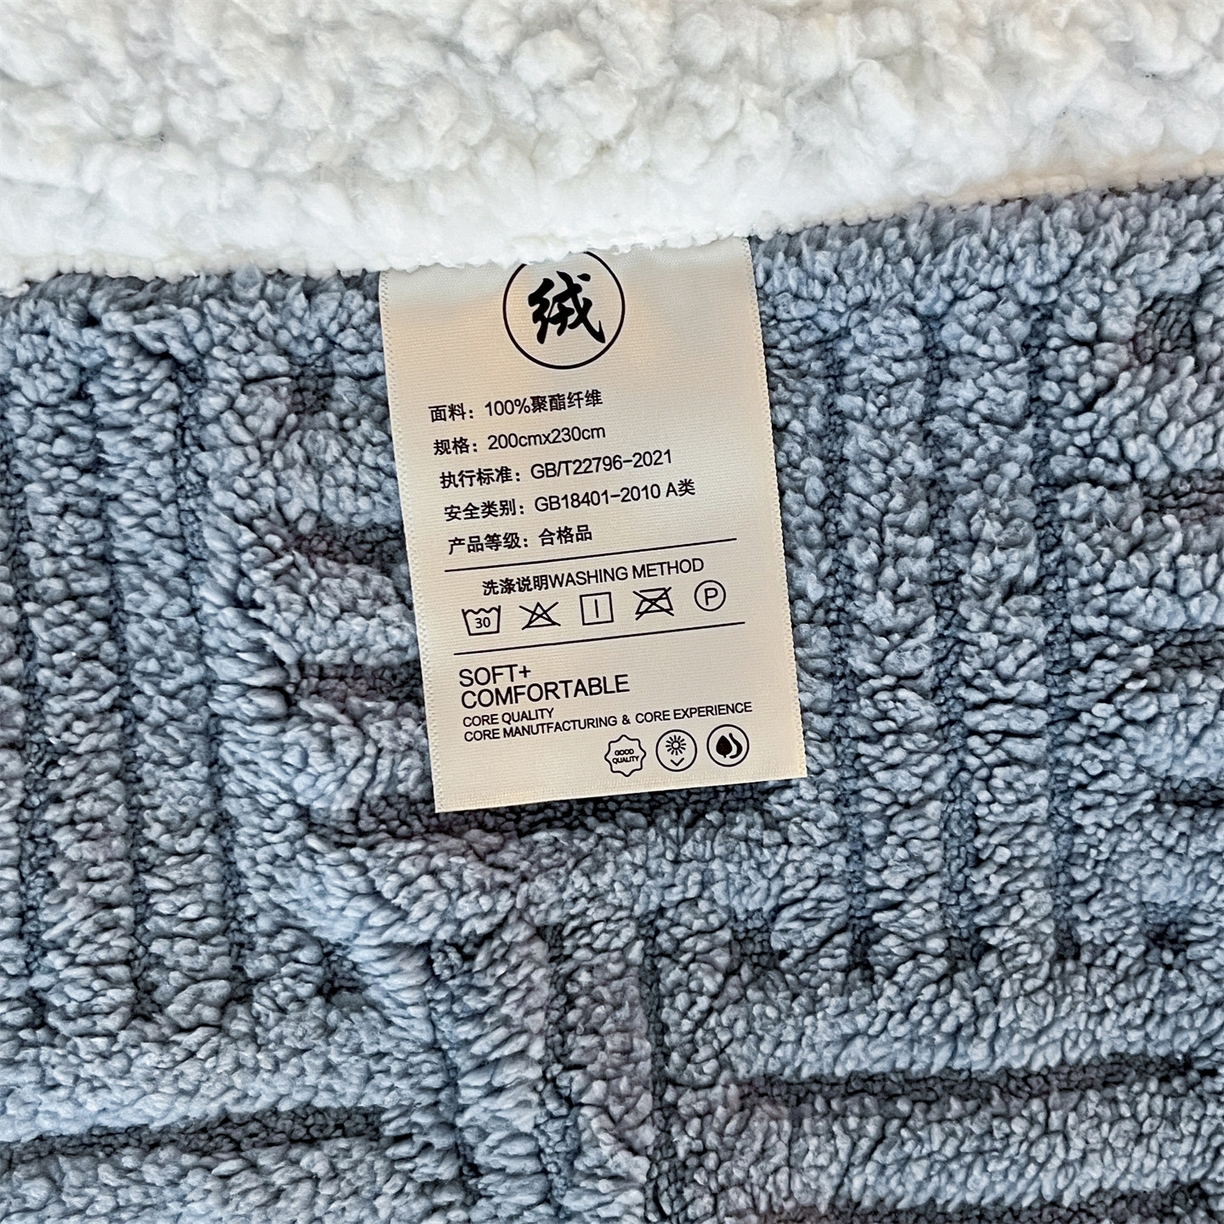 绒
面料：100%聚酯纤维
规格：200cmx230cm
执行标准：GB/T22796-2021
安全类别：GB18401-2010 A类
产品等级：合格品
洗涤说明WASHING METHOD
30 P
SOFT+
COMFORTABLE
CORE QUALITY
CORE MANUTFACTURING & CORE EXPERIENCE
GOOD
QUALITY